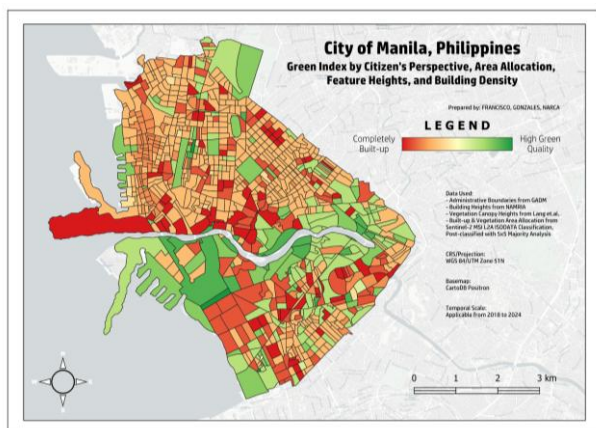 City of Manila, Philippines
Green Index by Citizen's Perspective, Area Allocation,
Feature Heights, and Building Density
Prepared by: FRANCISCO, GONZALES, NARCA
LEGEND
Completely
Built-up
High Green
Quality
Data Used:
- Administrative Boundaries from GADM
- Building Heights from NAMRIA
- Vegetation Canopy Heights from Lang et.al.
- Built-up & Vegetation Area Allocation from
Sentinel-2 MSI L2A ISODATA Classification,
Post-classified with 5x5 Majority Analysis
CRS/Projection:
WGS 84/UTM Zone 51N
Basemap:
CartoDB Positron
Temporal Scale:
Applicable from 2018 to 2024
0 1 2 3 km